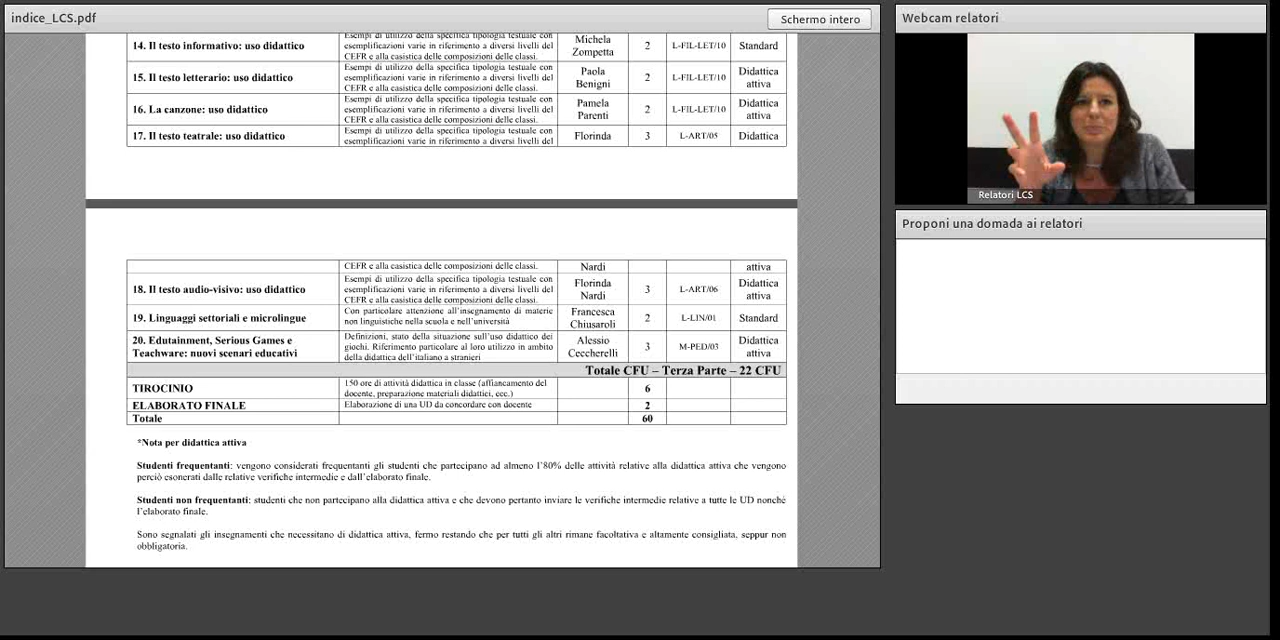 indice_LCS.pdf
Schermo intero
14. Il testo informativo: uso didattico
Esempi di utilizzo della specifica tipologia testuale con
esemplificazioni varie in riferimento a diversi livelli del
CEFR e alla casistica delle composizioni delle classi.
Michela
Zompetta
2
L-FIL-LET/10
Standard
15. Il testo letterario: uso didattico
Esempi di utilizzo della specifica tipologia testuale con
esemplificazioni varie in riferimento a diversi livelli del
CEFR e alla casistica delle composizioni delle classi.
Paola
Benigni
2
L-FIL-LET/10
Didattica
attiva
16. La canzone: uso didattico
Esempi di utilizzo della specifica tipologia testuale con
esemplificazioni varie in riferimento a diversi livelli del
CEFR e alla casistica delle composizioni delle classi.
Pamela
Parenti
2
L-FIL-LET/10
Didattica
attiva
17. Il testo teatrale: uso didattico
Esempi di utilizzo della specifica tipologia testuale con
esemplificazioni varie in riferimento a diversi livelli del
Florinda
3
L-ART/05
Didattica
CEFR e alla casistica delle composizioni delle classi.
Nardi
attiva
18. Il testo audio-visivo: uso didattico
Esempi di utilizzo della specifica tipologia testuale con
esemplificazioni varie in riferimento a diversi livelli del
CEFR e alla casistica delle composizioni delle classi.
Florinda
Nardi
3
L-ART/06
Didattica
attiva
19. Linguaggi settoriali e microlingue
Con particolare attenzione all'insegnamento di materie
non linguistiche nella scuola e nell'università
Francesca
Chiusaroli
2
L-LIN/01
Standard
20. Edutainment, Serious Games e
Teachware: nuovi scenari educativi
Definizioni, stato della situazione sull'uso didattico dei
giochi. Riferimento particolare al loro utilizzo in ambito
della didattica dell'italiano a stranieri
Alessio
Ceccherelli
3
M-PED/03
Didattica
attiva
Totale CFU – Terza Parte – 22 CFU
TIROCINIO
150 ore di attività didattica in classe (affiancamento del
docente, preparazione materiali didattici, ecc.)
6
ELABORATO FINALE
Elaborazione di una UD da concordare con docente
2
Totale
60
*Nota per didattica attiva
Studenti frequentanti: vengono considerati frequentanti gli studenti che partecipano ad almeno l'80% delle attività relative alla didattica attiva che vengono
perciò esonerati dalle relative verifiche intermedie e dall'elaborato finale.
Studenti non frequentanti: studenti che non partecipano alla didattica attiva e che devono pertanto inviare le verifiche intermedie relative a tutte le UD nonché
l'elaborato finale.
Sono segnalati gli insegnamenti che necessitano di didattica attiva, fermo restando che per tutti gli altri rimane facoltativa e altamente consigliata, seppur non
obbligatoria.
Webcam relatori
Relatori LCS
Proponi una domada ai relatori